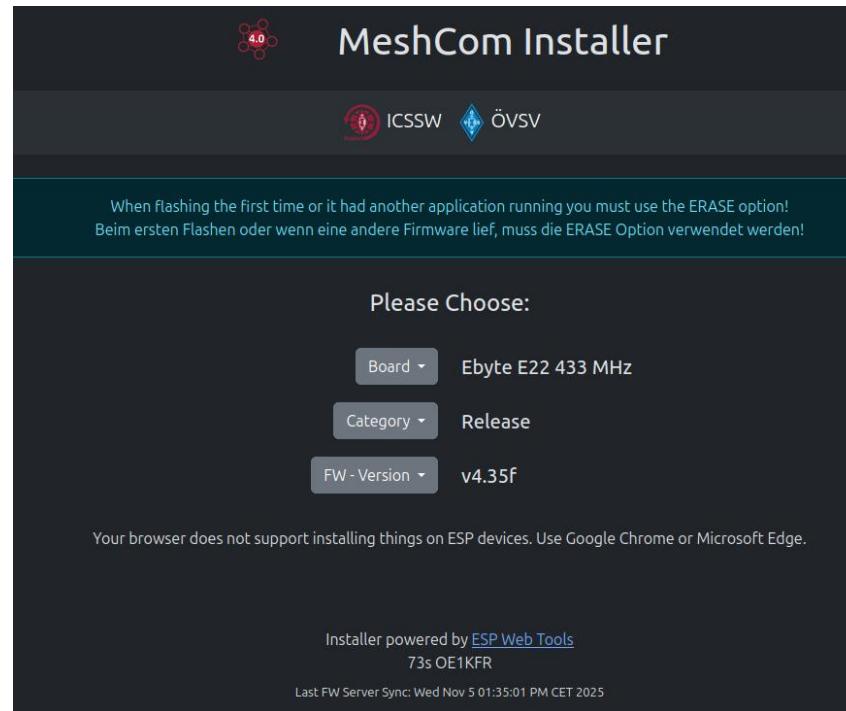 4.0
MeshCom Installer
ICSSW ÖVSV
When flashing the first time or it had another application running you must use the ERASE option!
Beim ersten Flashen oder wenn eine andere Firmware lief, muss die ERASE Option verwendet werden!
Please Choose:
Board Ebyte E22 433 MHz
Category Release
FW - Version v4.35f
Your browser does not support installing things on ESP devices. Use Google Chrome or Microsoft Edge.
Installer powered by ESP Web Tools
73s OE1KFR
Last FW Server Sync: Wed Nov 5 01:35:01 PM CET 2025